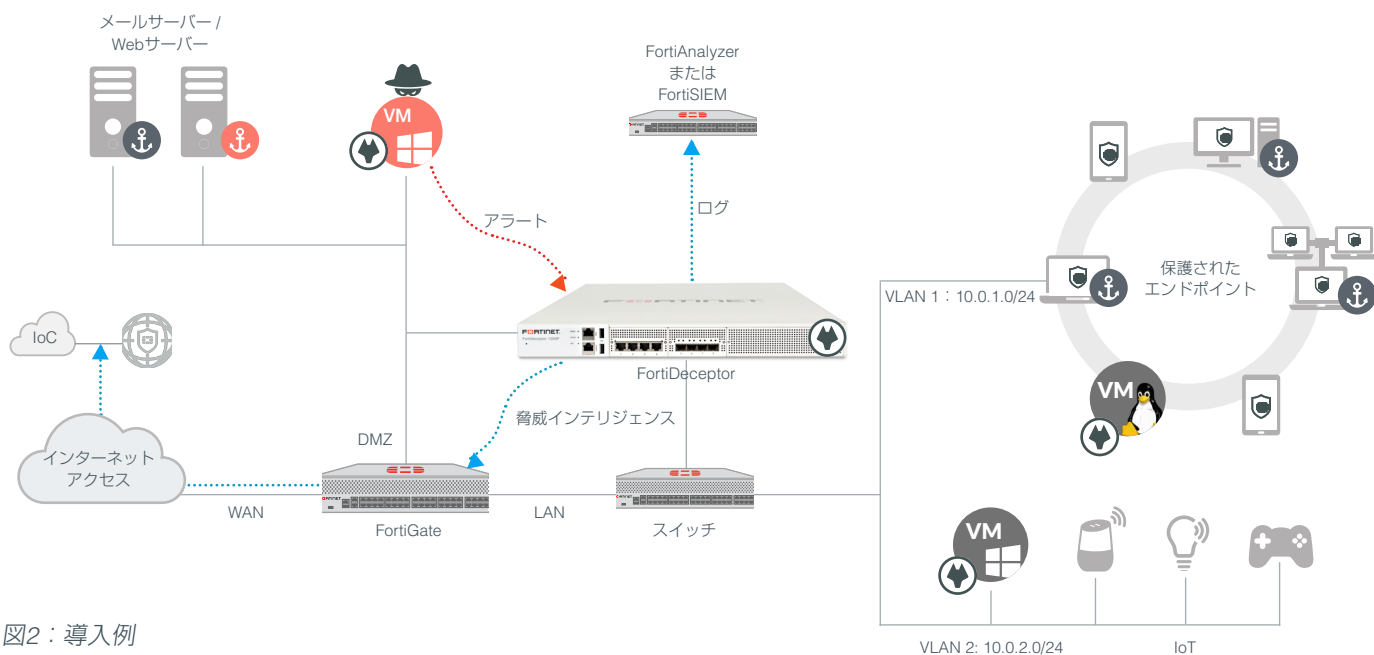 メールサーバー /
Webサーバー
VM
FortiAnalyzer
または
FortiSIEM
アラート
ログ
FORTINET
FORTINET
VLAN 1：10.0.1.0/24
保護された
エンドポイント
IoC
FortiDeceptor
VM
脅威インテリジェンス
DMZ
インターネット
アクセス
WAN
FortiGate
LAN
スイッチ
VM
VLAN 2: 10.0.2.0/24
IoT
図2：導入例